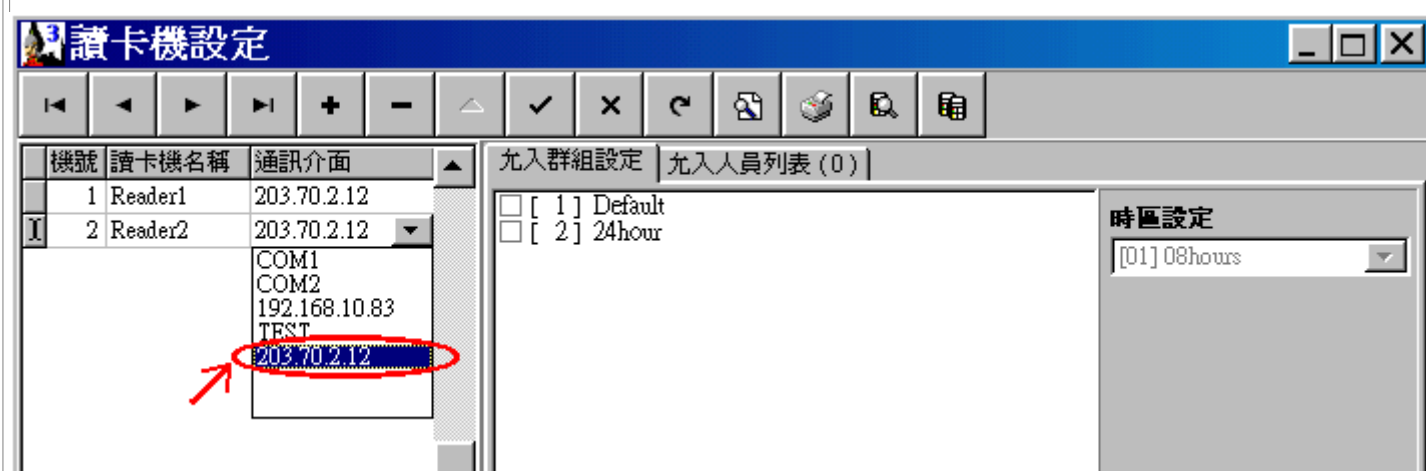 3 讀卡機設定
機號 讀卡機名稱 通訊介面
1 Reader1 203.70.2.12
2 Reader2 203.70.2.12
COM1
COM2
192.168.10.83
TEST
203.70.2.12
允入群組設定 允入人員列表 (0)
[ 1] Default
[ 2] 24hour
時區設定
[01] 08hours